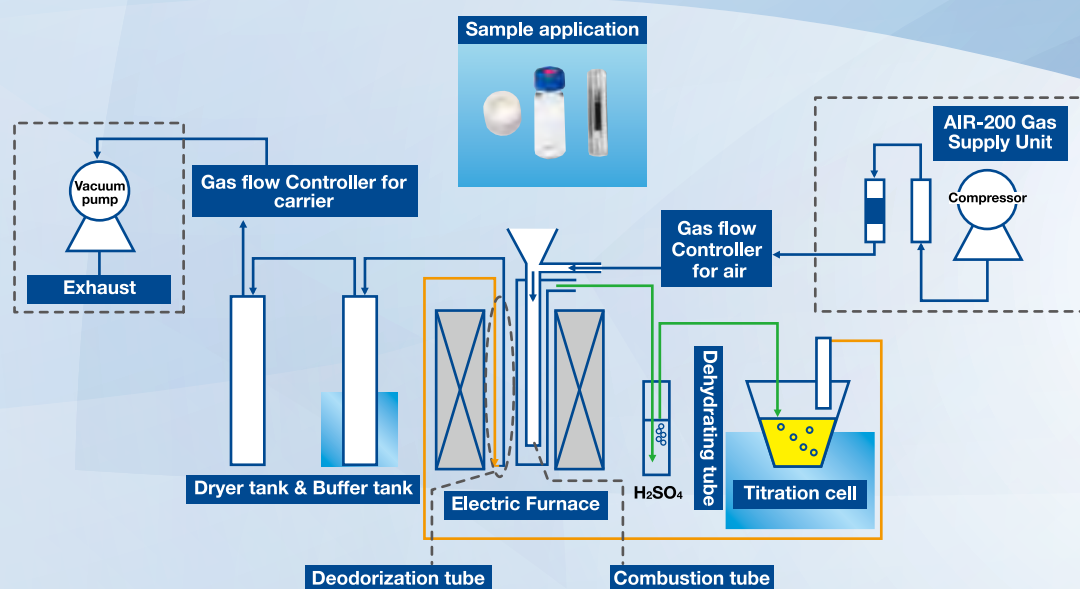 Sample application
AIR-200 Gas
Supply Unit
Vacuum
pump
Gas flow Controller for
carrier
Compressor
Gas flow
Controller
for air
Exhaust
Dehydrating tube
Dryer tank & Buffer tank
Electric Furnace
H₂SO₄
Titration cell
Deodorization tube
Combustion tube